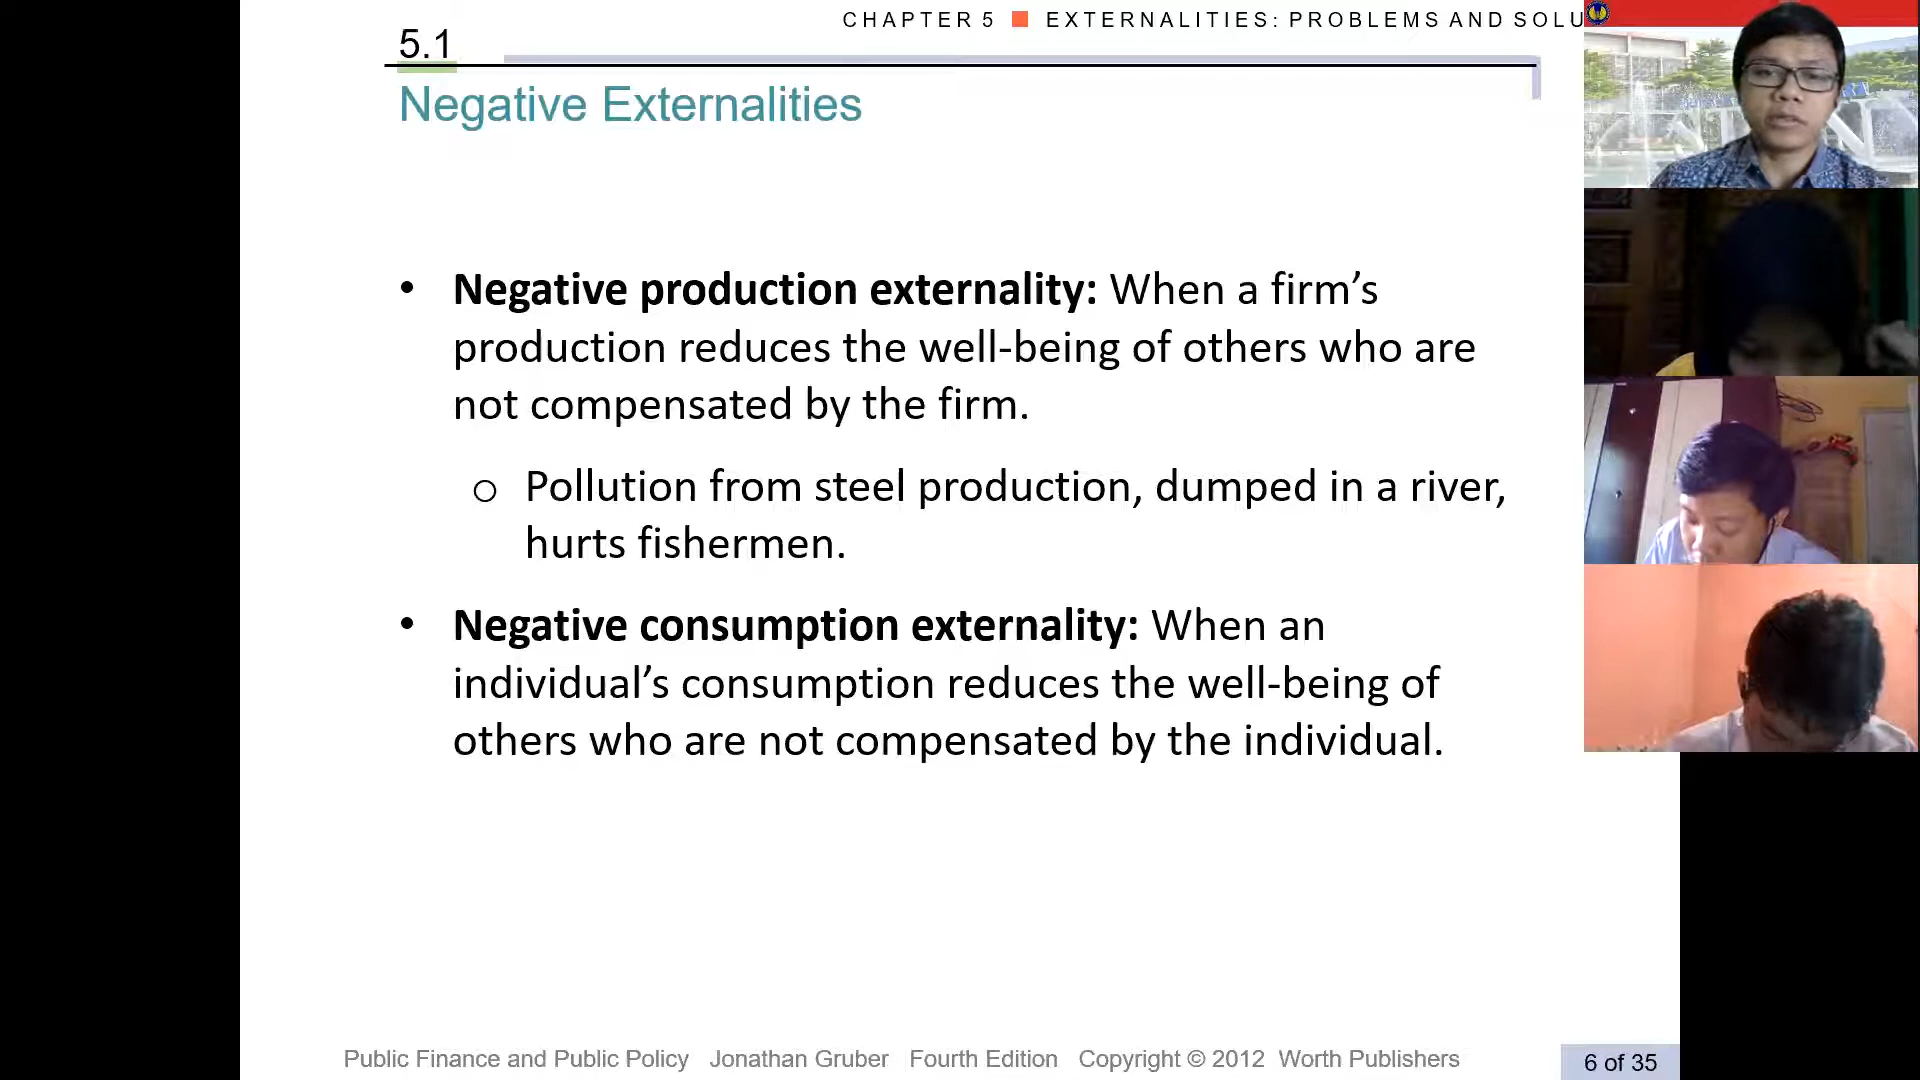 CHAPTER 5 ■ EXTERNALITIES: PROBLEMS AND SOLU
5.1
Negative Externalities
• Negative production externality: When a firm’s
production reduces the well-being of others who are
not compensated by the firm.
o Pollution from steel production, dumped in a river,
hurts fishermen.
• Negative consumption externality: When an
individual’s consumption reduces the well-being of
others who are not compensated by the individual.
Public Finance and Public Policy Jonathan Gruber Fourth Edition Copyright © 2012 Worth Publishers
6 of 35